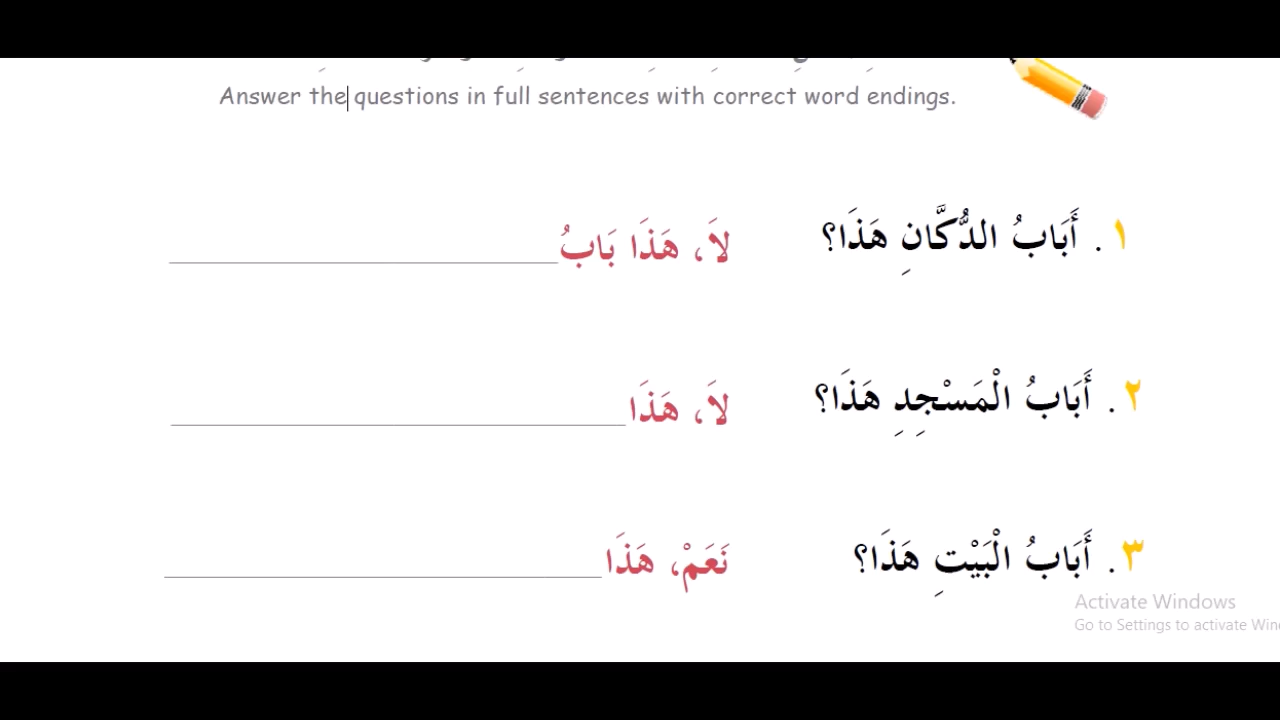 Answer the questions in full sentences with correct word endings.
١. أَبَابُ الدُّكَّانِ هَذَا؟ لاَ، هَذَا بَابُ
٢. أَبَابُ الْمَسْجِدِ هَذَا؟ لاَ، هَذَا
٣. أَبَابُ الْبَيْتِ هَذَا؟ نَعَمْ، هَذَا
Activate Windows
Go to Settings to activate